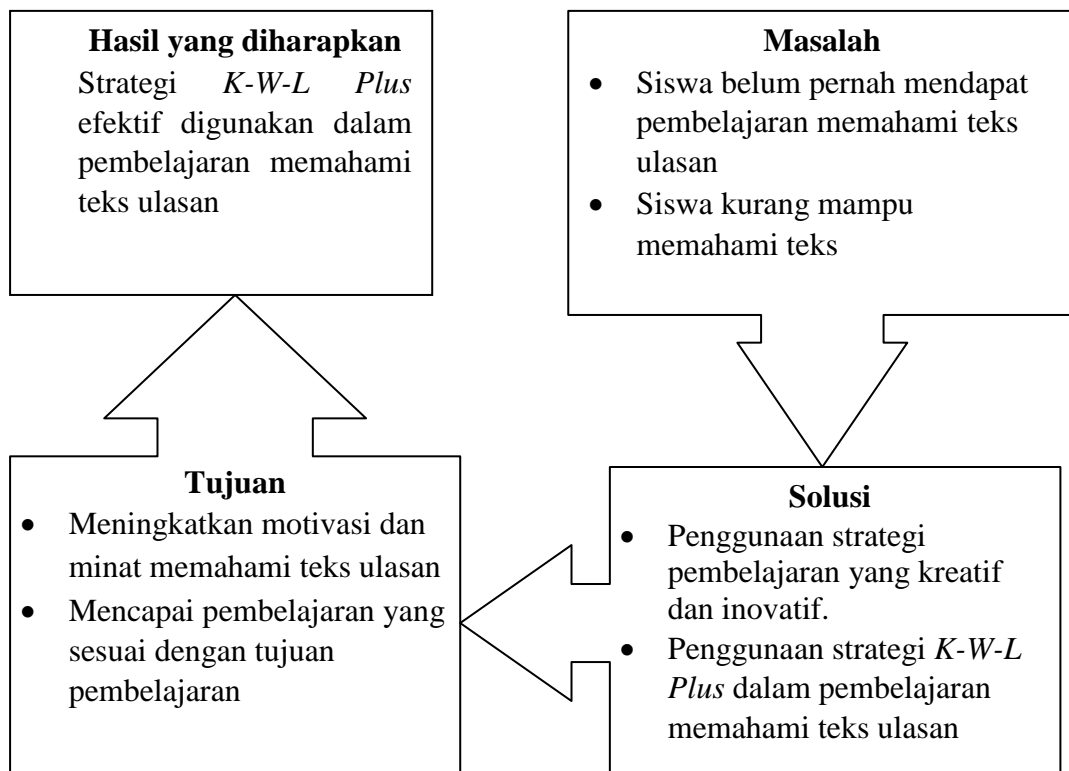 Hasil yang diharapkan
Strategi K-W-L Plus
efektif digunakan dalam
pembelajaran memahami
teks ulasan
Masalah
• Siswa belum pernah mendapat
pembelajaran memahami teks
ulasan
• Siswa kurang mampu
memahami teks
Tujuan
• Meningkatkan motivasi dan
minat memahami teks ulasan
• Mencapai pembelajaran yang
sesuai dengan tujuan
pembelajaran
Solusi
• Penggunaan strategi
pembelajaran yang kreatif
dan inovatif.
• Penggunaan strategi K-W-L
Plus dalam pembelajaran
memahami teks ulasan